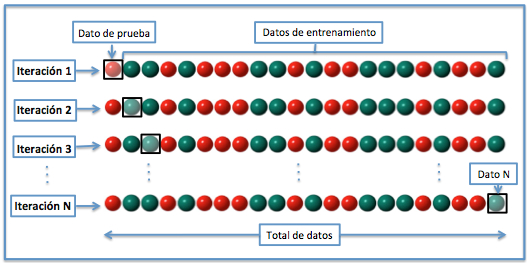 Dato de prueba
Datos de entrenamiento
Iteración 1
Iteración 2
Iteración 3
Dato N
Iteración N
Total de datos